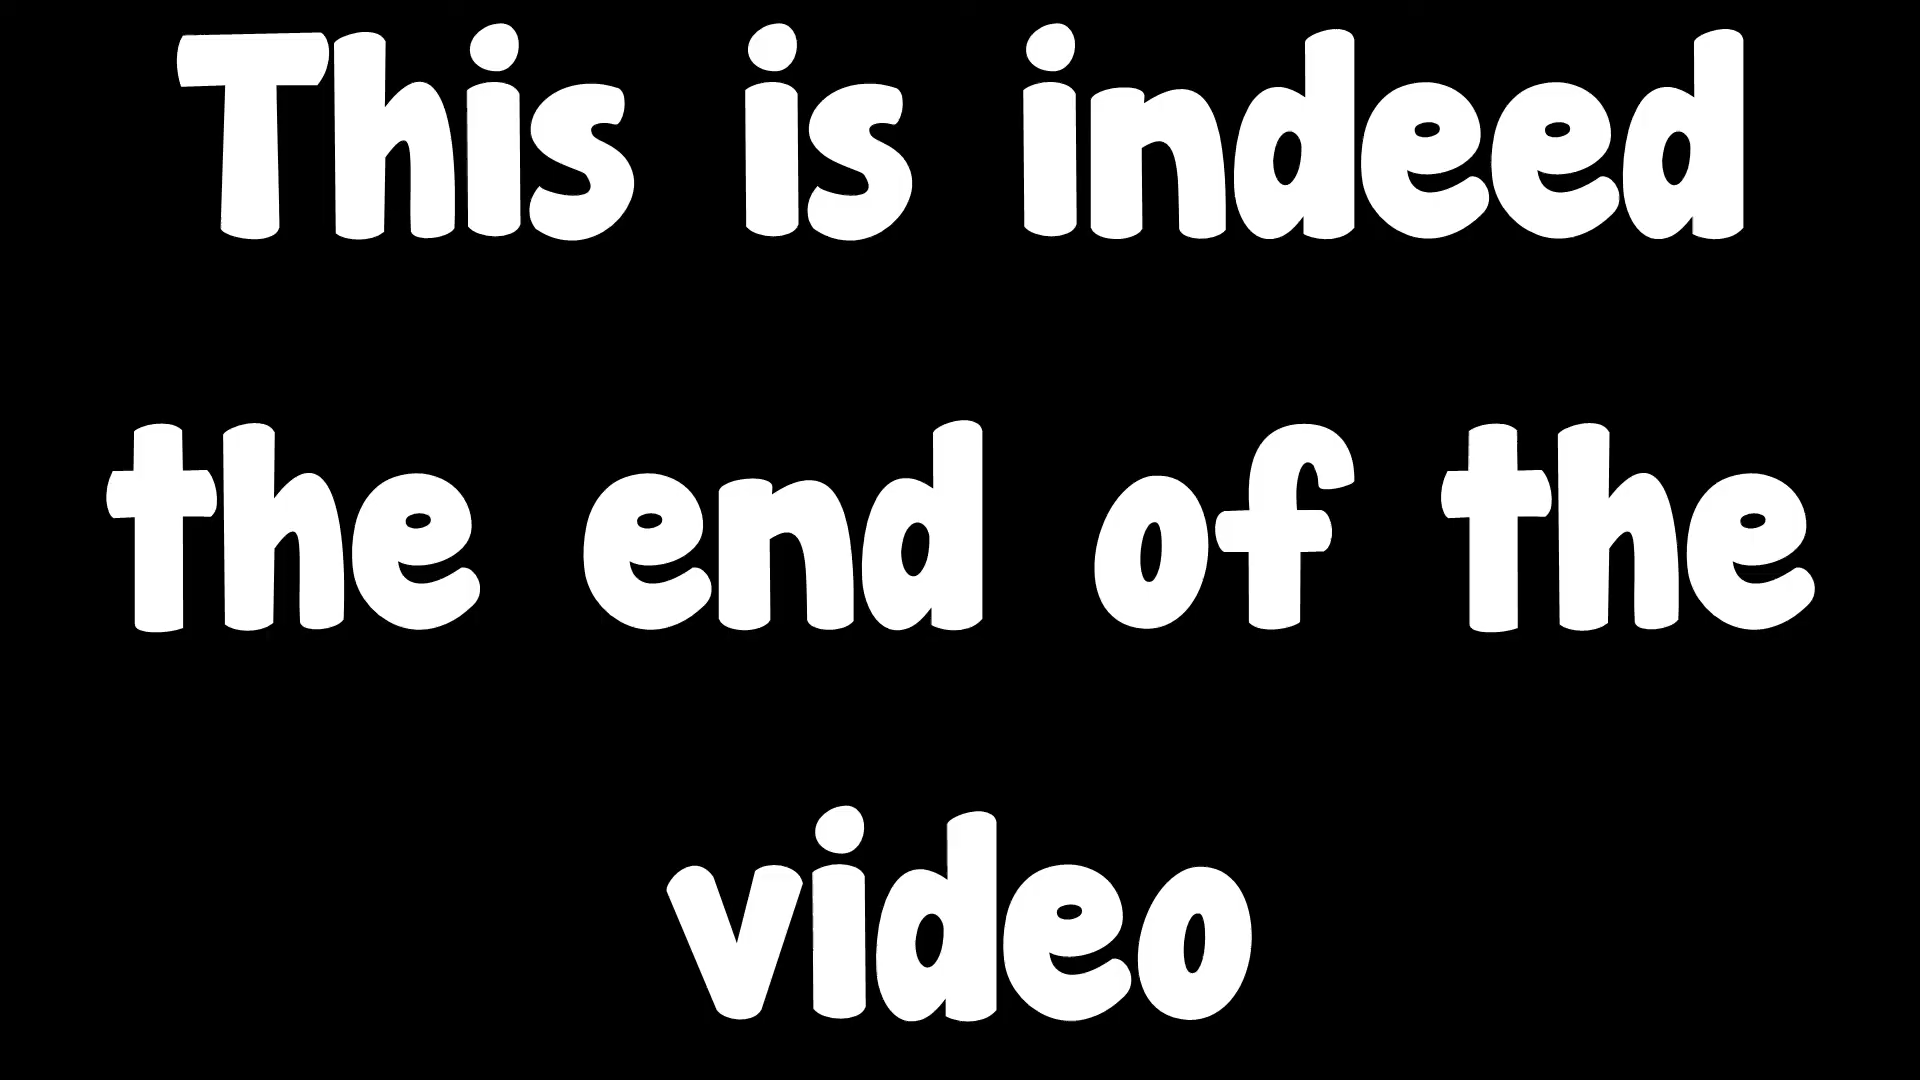 This is indeed
the end of the
video